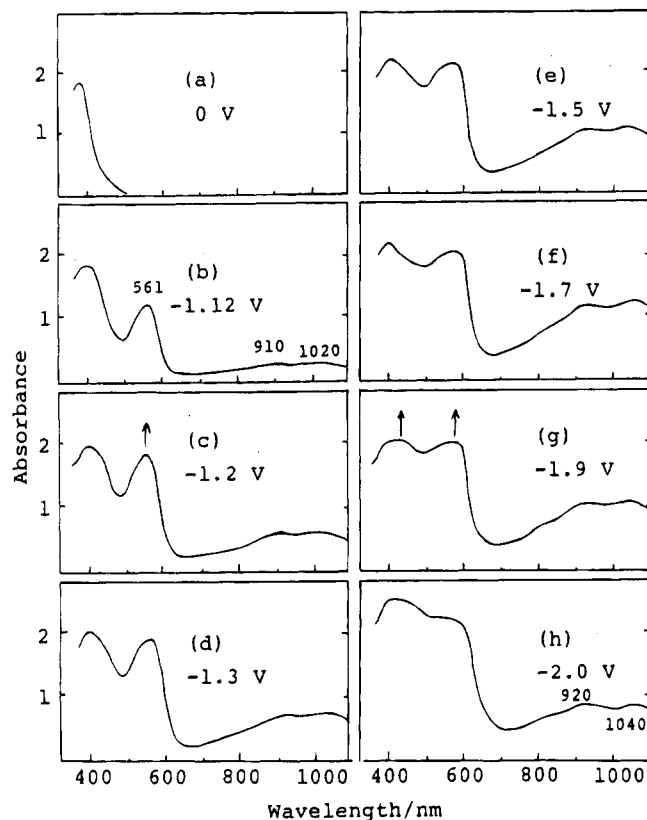 Absorbance
2
1
(a)
0 V
2
1
(b)
-1.12 V
561
910
1020
2
1
(c)
-1.2 V
2
1
(d)
-1.3 V
400
600
800
1000
(e)
-1.5 V
(f)
-1.7 V
(g)
-1.9 V
(h)
-2.0 V
920
1040
400
600
800
1000
Wavelength/nm